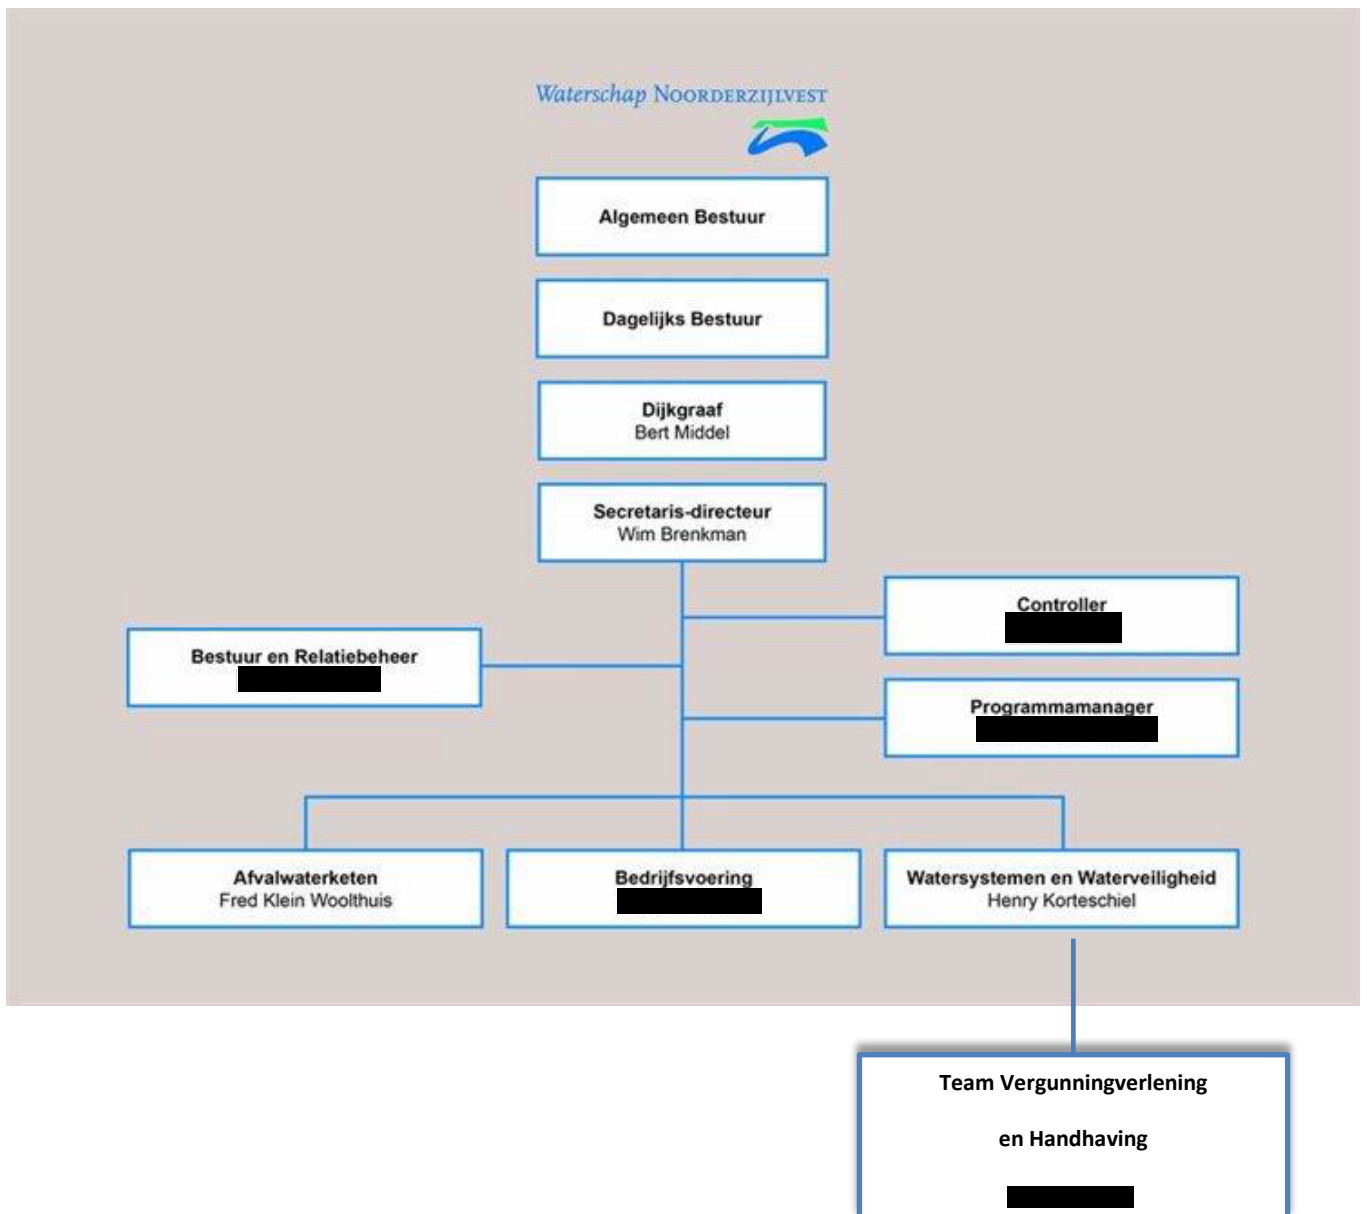 Waterschap NOORDERZIJLVEST
Algemeen Bestuur
Dagelijks Bestuur
Dijkgraaf
Bert Middel
Secretaris-directeur
Wim Brenkman
Controller
Bestuur en Relatiebeheer
Programmamanager
Afvalwaterketen
Fred Klein Woolthuis
Bedrijfsvoering
Watersystemen en Waterveiligheid
Henry Korteschiel
Team Vergunningverlening
en Handhaving